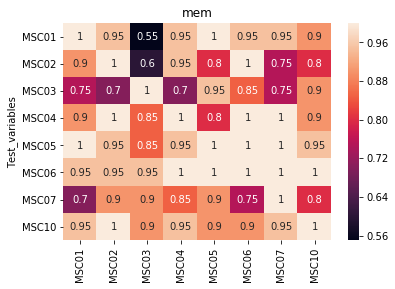 mem
Test_variables
MSC01 1 0.95 0.55 0.95 1 0.95 0.95 0.9
MSC02 0.9 1 0.6 0.95 0.8 1 0.75 0.8
MSC03 0.75 0.7 1 0.7 0.95 0.85 0.75 0.9
MSC04 0.9 1 0.85 1 0.8 1 1 0.9
MSC05 1 0.95 0.85 0.95 1 1 1 0.95
MSC06 0.95 0.95 0.95 1 1 1 1 1
MSC07 0.7 0.9 0.9 0.85 0.9 0.75 1 0.8
MSC10 0.95 1 0.9 0.95 0.9 0.9 0.95 1
MSC01 MSC02 MSC03 MSC04 MSC05 MSC06 MSC07 MSC10
0.96
0.88
0.80
0.72
0.64
0.56